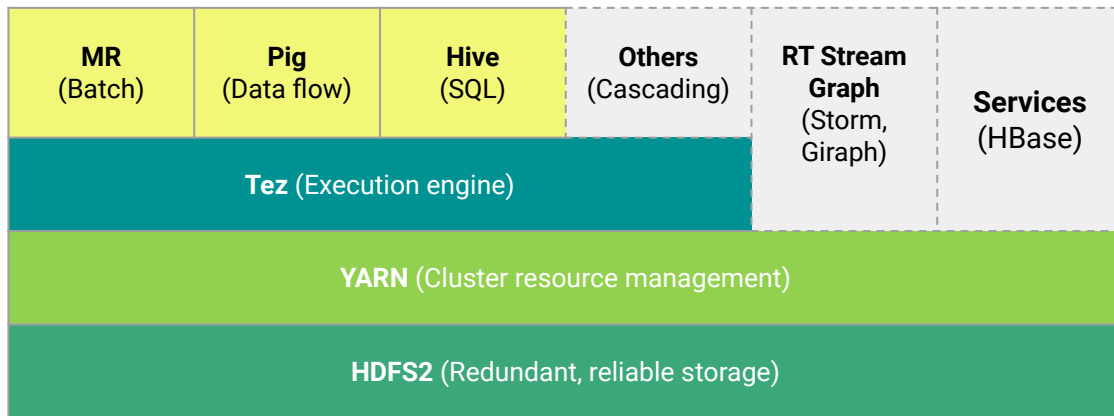 MR
(Batch)
Pig
(Data flow)
Hive
(SQL)
Others
(Cascading)
RT Stream
Graph
(Storm,
Giraph)
Services
(HBase)
Tez (Execution engine)
YARN (Cluster resource management)
HDFS2 (Redundant, reliable storage)